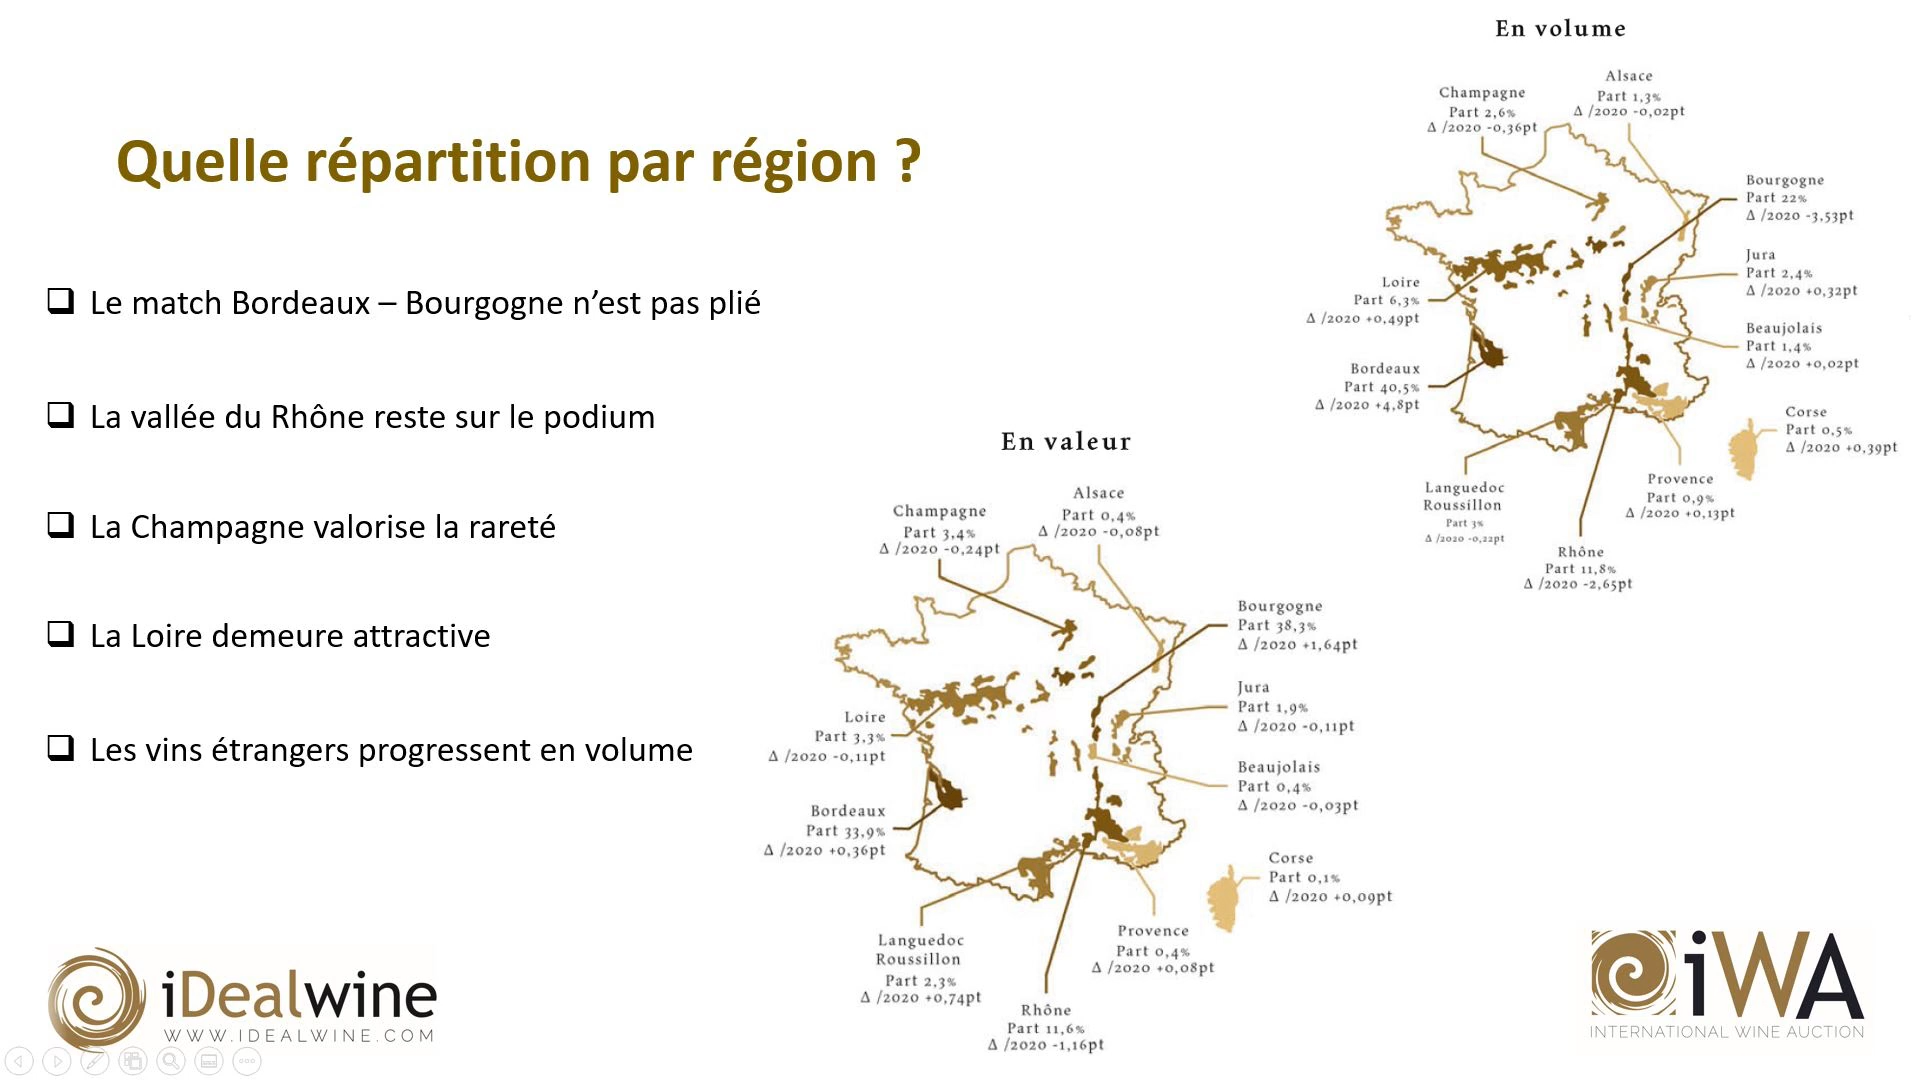 Quelle répartition par région ?
Le match Bordeaux – Bourgogne n’est pas plié
La vallée du Rhône reste sur le podium
La Champagne valorise la rareté
La Loire demeure attractive
Les vins étrangers progressent en volume
En volume
Champagne
Part 2,6%
Δ /2020 -0,36pt
Alsace
Part 1,3%
Δ /2020 -0,02pt
Bourgogne
Part 22%
Δ /2020 -3,53pt
Jura
Part 2,4%
Δ /2020 +0,32pt
Beaujolais
Part 1,4%
Δ /2020 +0,02pt
Corse
Part 0,5%
Δ /2020 +0,39pt
Provence
Part 0,9%
Δ /2020 +0,13pt
Rhône
Part 11,8%
Δ /2020 -2,65pt
Languedoc
Roussillon
Part 3%
Δ /2020 -0,22pt
Bordeaux
Part 40,5%
Δ /2020 +4,8pt
Loire
Part 6,3%
Δ /2020 +0,49pt
En valeur
Champagne
Part 3,4%
Δ /2020 -0,24pt
Alsace
Part 0,4%
Δ /2020 -0,08pt
Bourgogne
Part 38,3%
Δ /2020 +1,64pt
Jura
Part 1,9%
Δ /2020 -0,11pt
Beaujolais
Part 0,4%
Δ /2020 -0,03pt
Corse
Part 0,1%
Δ /2020 +0,09pt
Provence
Part 0,4%
Δ /2020 +0,08pt
Rhône
Part 11,6%
Δ /2020 -1,16pt
Languedoc
Roussillon
Part 2,3%
Δ /2020 +0,74pt
Bordeaux
Part 33,9%
Δ /2020 +0,36pt
Loire
Part 3,3%
Δ /2020 -0,11pt
iDealwine
WWW.IDEALWINE.COM
iWA
INTERNATIONAL WINE AUCTION